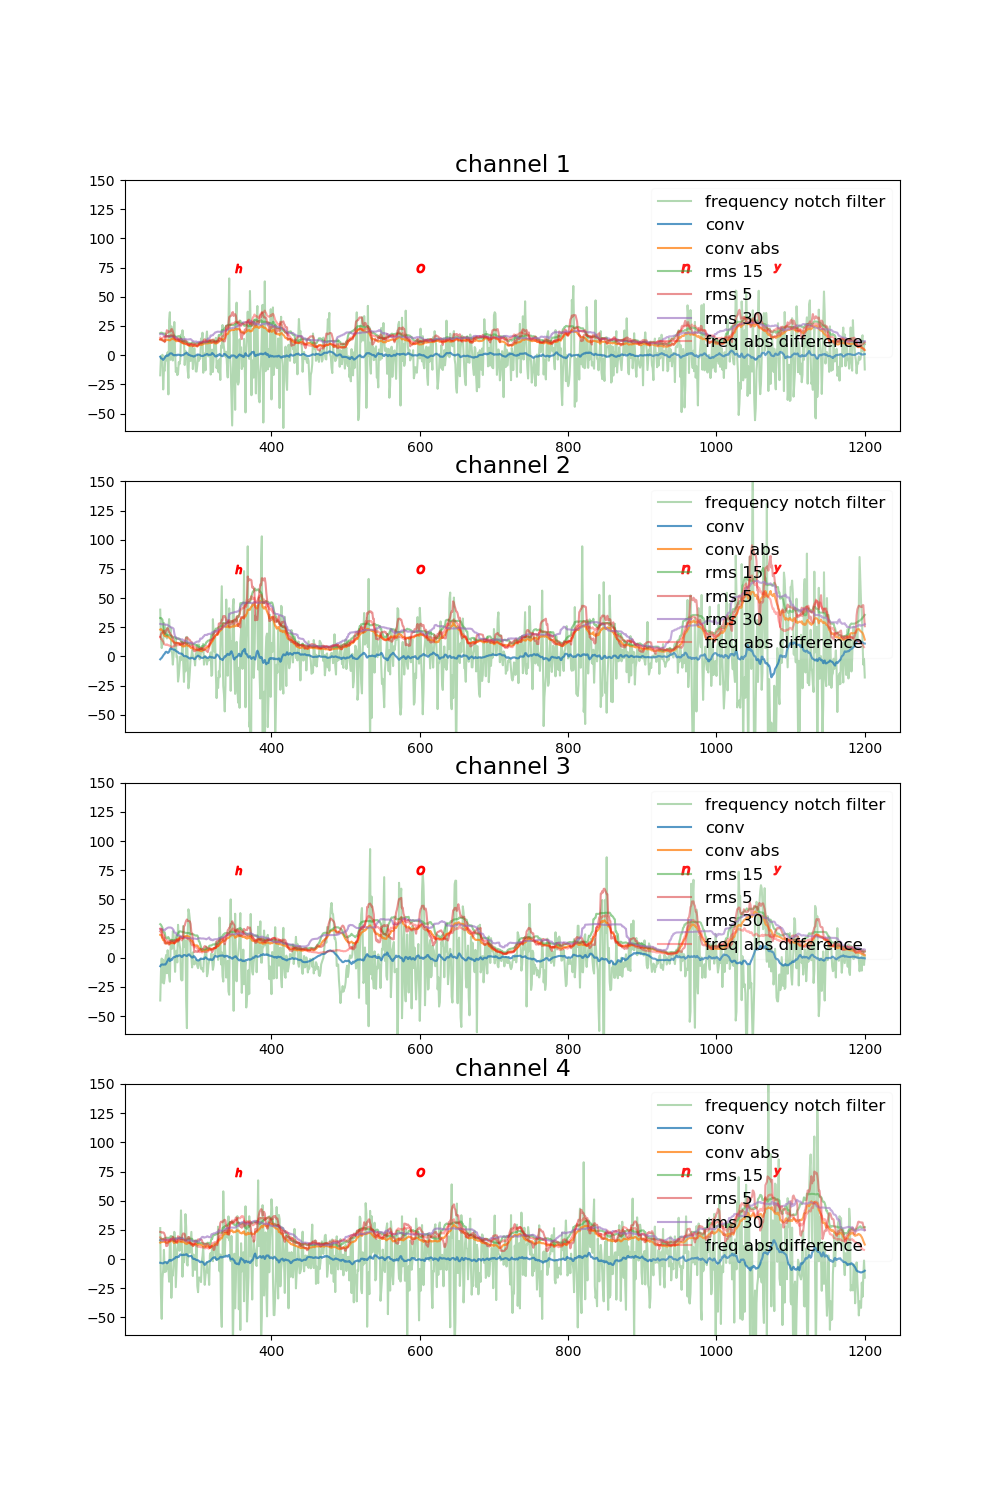 channel 1
150
125
100
75
50
25
0
−25
−50
frequency notch filter
conv
conv abs
rms 15
rms 5
rms 30
freq abs difference
h o n y
400 600 800 1000 1200
channel 2
150
125
100
75
50
25
0
−25
−50
frequency notch filter
conv
conv abs
rms 15
rms 5
rms 30
freq abs difference
h o n y
400 600 800 1000 1200
channel 3
150
125
100
75
50
25
0
−25
−50
frequency notch filter
conv
conv abs
rms 15
rms 5
rms 30
freq abs difference
h o n y
400 600 800 1000 1200
channel 4
150
125
100
75
50
25
0
−25
−50
frequency notch filter
conv
conv abs
rms 15
rms 5
rms 30
freq abs difference
h o n y
400 600 800 1000 1200